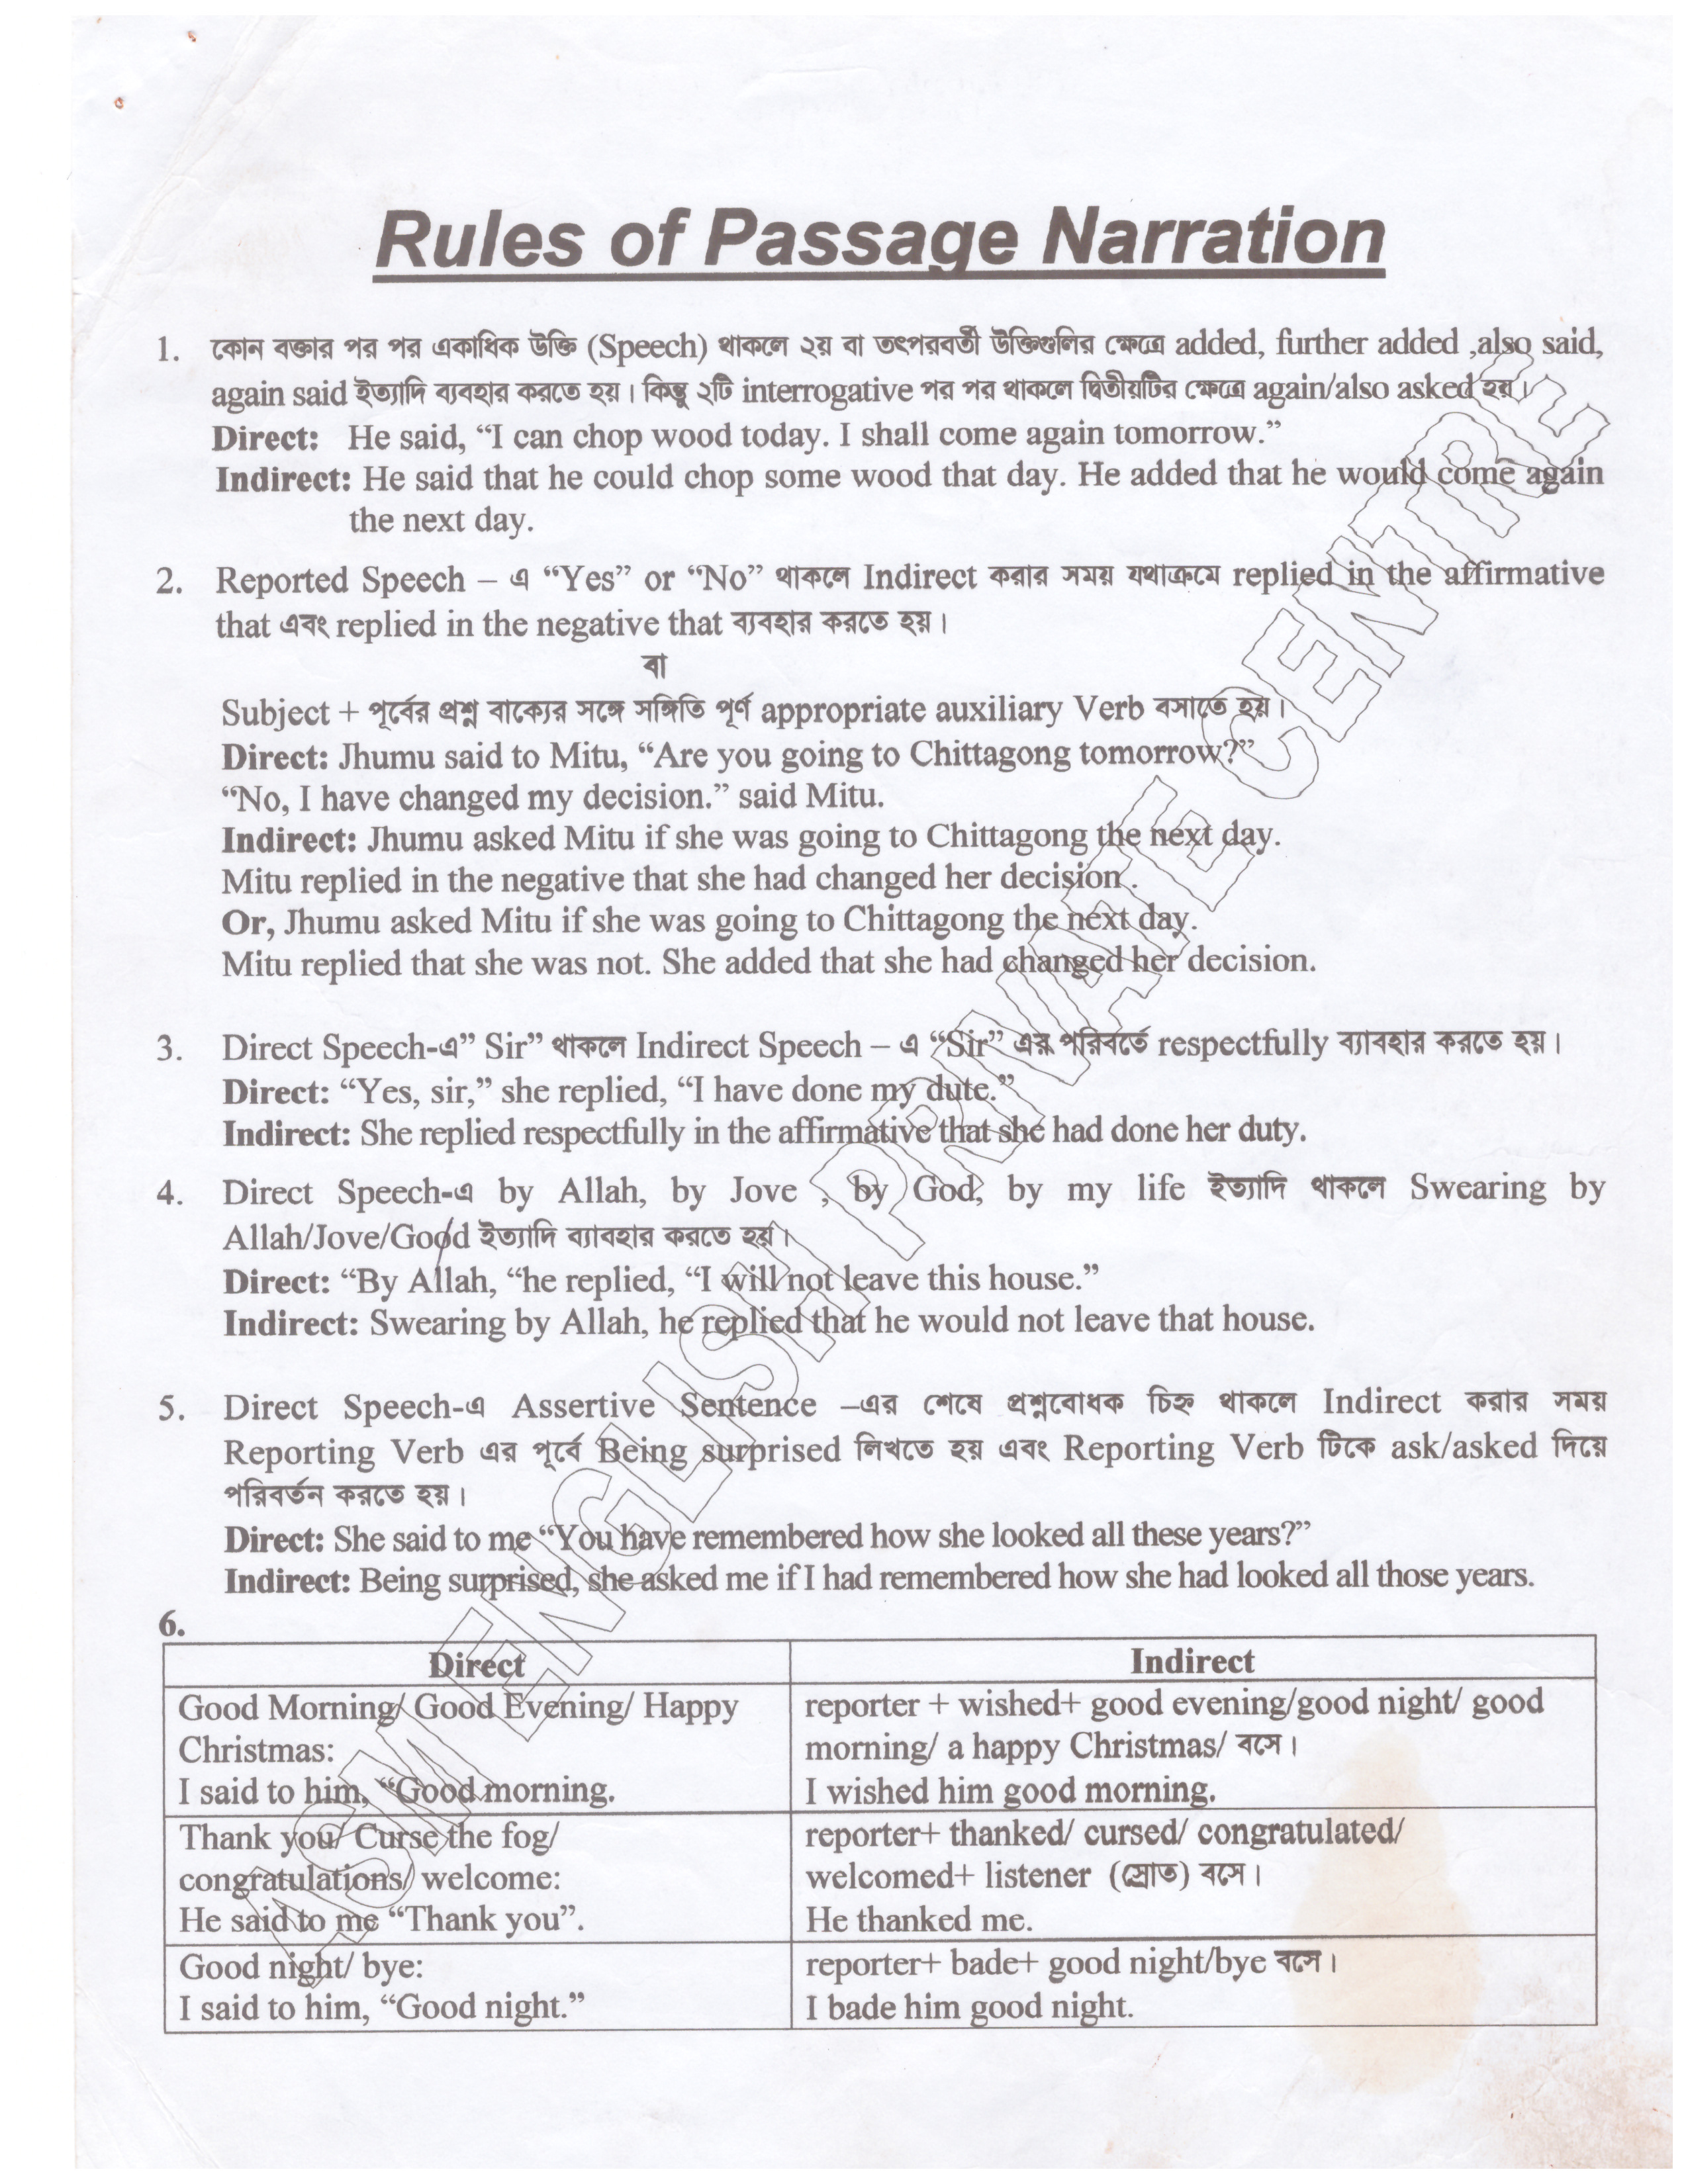 Rules of Passage Narration
1. কোন বক্তার পর পর একাধিক উক্তি (Speech) থাকলে ২য় বা তৎপরবর্তী উক্তিগুলির ক্ষেত্রে added, further added ,also said,
again said ইত্যাদি ব্যবহার করতে হয়। কিন্তু ২টি interrogative পর পর থাকলে দ্বিতীয়টির ক্ষেত্রে again/also asked হয়।
Direct: He said, “I can chop wood today. I shall come again tomorrow.”
Indirect: He said that he could chop some wood that day. He added that he would come again
the next day.
2. Reported Speech – এ “Yes” or “No” থাকলে Indirect করার সময় যথাক্রমে replied in the affirmative
that এবং replied in the negative that ব্যবহার করতে হয়।
বা
Subject + পূর্বের প্রশ্ন বাক্যের সঙ্গে সঙ্গিতি পূর্ণ appropriate auxiliary Verb বসাতে হয়।
Direct: Jhumu said to Mitu, “Are you going to Chittagong tomorrow?”
“No, I have changed my decision.” said Mitu.
Indirect: Jhumu asked Mitu if she was going to Chittagong the next day.
Mitu replied in the negative that she had changed her decision .
Or, Jhumu asked Mitu if she was going to Chittagong the next day.
Mitu replied that she was not. She added that she had changed her decision.
3. Direct Speech-এ” Sir” থাকলে Indirect Speech – এ “Sir” এর পরিবর্তে respectfully ব্যাবহার করতে হয়।
Direct: “Yes, sir,” she replied, “I have done my dute.”
Indirect: She replied respectfully in the affirmative that she had done her duty.
4. Direct Speech-এ by Allah, by Jove , by God, by my life ইত্যাদি থাকলে Swearing by
Allah/Jove/Good ইত্যাদি ব্যাবহার করতে হয়।
Direct: “By Allah, “he replied, “I will not leave this house.”
Indirect: Swearing by Allah, he replied that he would not leave that house.
5. Direct Speech-এ Assertive Sentence –এর শেষে প্রশ্নবোধক চিহ্ন থাকলে Indirect করার সময়
Reporting Verb এর পূর্বে Being surprised লিখতে হয় এবং Reporting Verb টিকে ask/asked দিয়ে
পরিবর্তন করতে হয়।
Direct: She said to me “You have remembered how she looked all these years?”
Indirect: Being surprised, she asked me if I had remembered how she had looked all those years.
6.
Direct Indirect
Good Morning/ Good Evening/ Happy
Christmas:
I said to him, “Good morning.
reporter + wished+ good evening/good night/ good
morning/ a happy Christmas/ বসে।
I wished him good morning.
Thank you/ Curse the fog/
congratulations/ welcome:
He said to me “Thank you”.
reporter+ thanked/ cursed/ congratulated/
welcomed+ listener (স্রোত) বসে।
He thanked me.
Good night/ bye:
I said to him, “Good night.”
reporter+ bade+ good night/bye বসে।
I bade him good night.
ENGLISH PRIVATE CENTRE